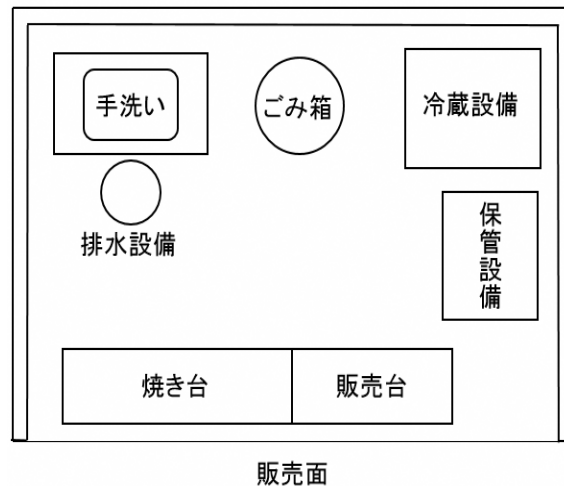 手洗い
ごみ箱
冷蔵設備
排水設備
保管設備
焼き台
販売台
販売面